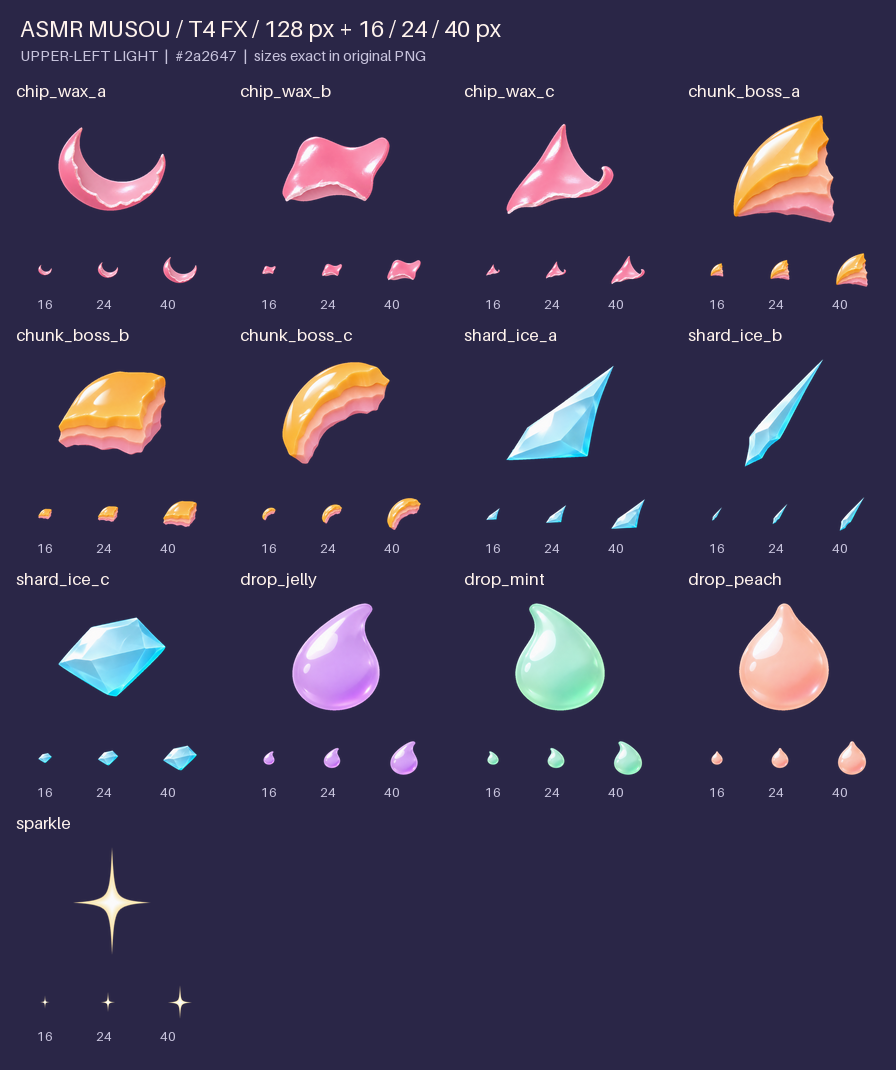 ASMR MUSOU / T4 FX / 128 px + 16 / 24 / 40 px
UPPER-LEFT LIGHT | #2a2647 | sizes exact in original PNG
chip_wax_a chip_wax_b chip_wax_c chunk_boss_a
16 24 40 16 24 40 16 24 40 16 24 40
chunk_boss_b chunk_boss_c shard_ice_a shard_ice_b
16 24 40 16 24 40 16 24 40 16 24 40
shard_ice_c drop_jelly drop_mint drop_peach
16 24 40 16 24 40 16 24 40 16 24 40
sparkle
16 24 40